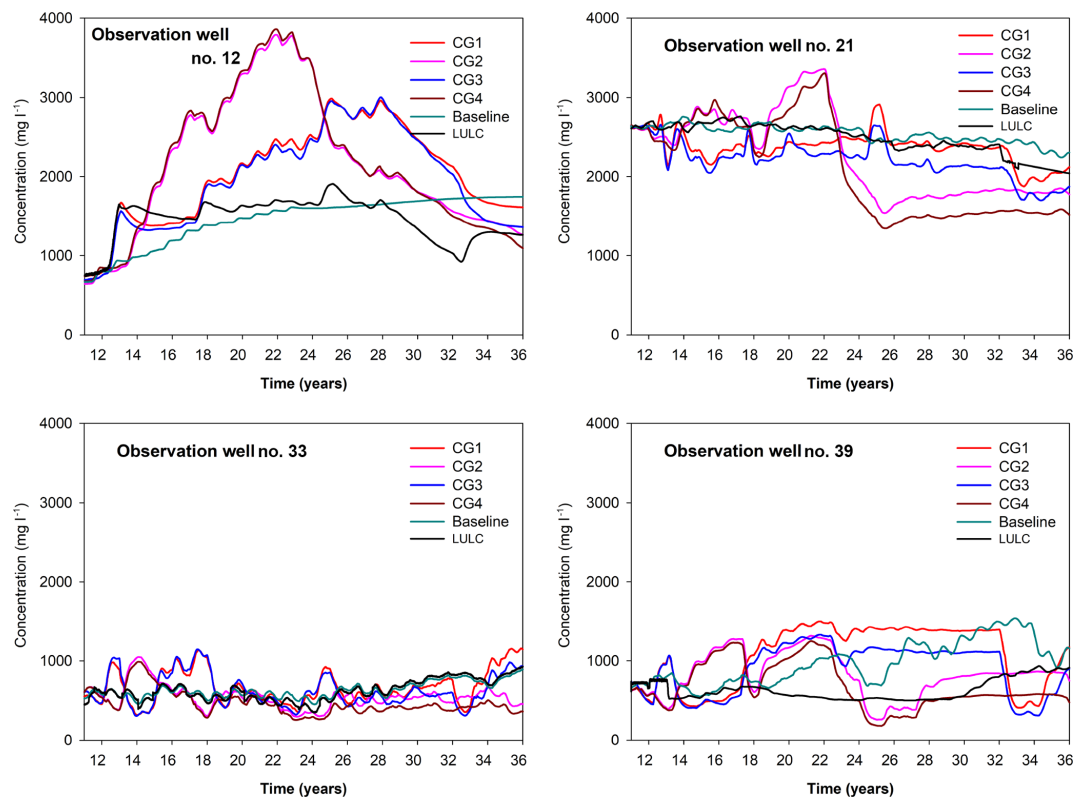 Observation well
no. 12
CG1
CG2
CG3
CG4
Baseline
LULC
Concentration (mg l⁻¹)
4000
3000
2000
1000
0
12 14 16 18 20 22 24 26 28 30 32 34 36
Time (years)
Observation well no. 21
CG1
CG2
CG3
CG4
Baseline
LULC
Concentration (mg l⁻¹)
4000
3000
2000
1000
0
12 14 16 18 20 22 24 26 28 30 32 34 36
Time (years)
Observation well no. 33
CG1
CG2
CG3
CG4
Baseline
LULC
Concentration (mg l⁻¹)
4000
3000
2000
1000
0
12 14 16 18 20 22 24 26 28 30 32 34 36
Time (years)
Observation well no. 39
CG1
CG2
CG3
CG4
Baseline
LULC
Concentration (mg l⁻¹)
4000
3000
2000
1000
0
12 14 16 18 20 22 24 26 28 30 32 34 36
Time (years)